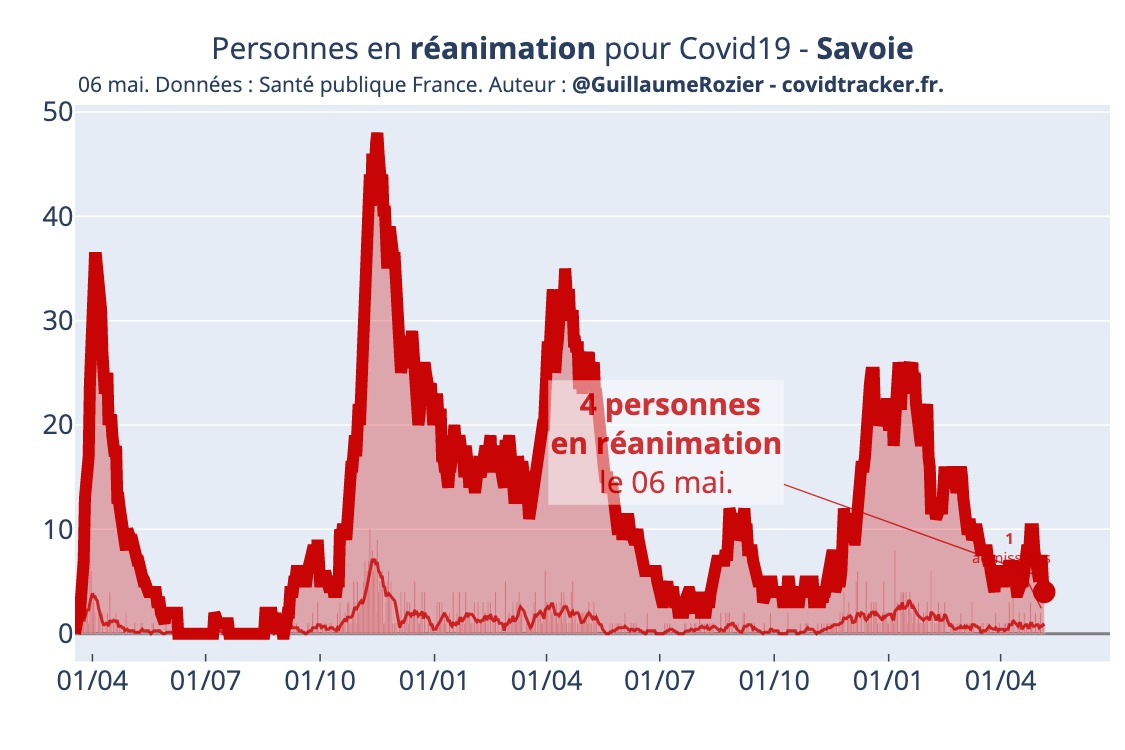 Personnes en réanimation pour Covid19 - Savoie
06 mai. Données : Santé publique France. Auteur : @GuillaumeRozier - covidtracker.fr.
50
40
30
20
10
0
4 personnes
en réanimation
le 06 mai.
1
01/04 01/07 01/10 01/01 01/04 01/07 01/10 01/01 01/04